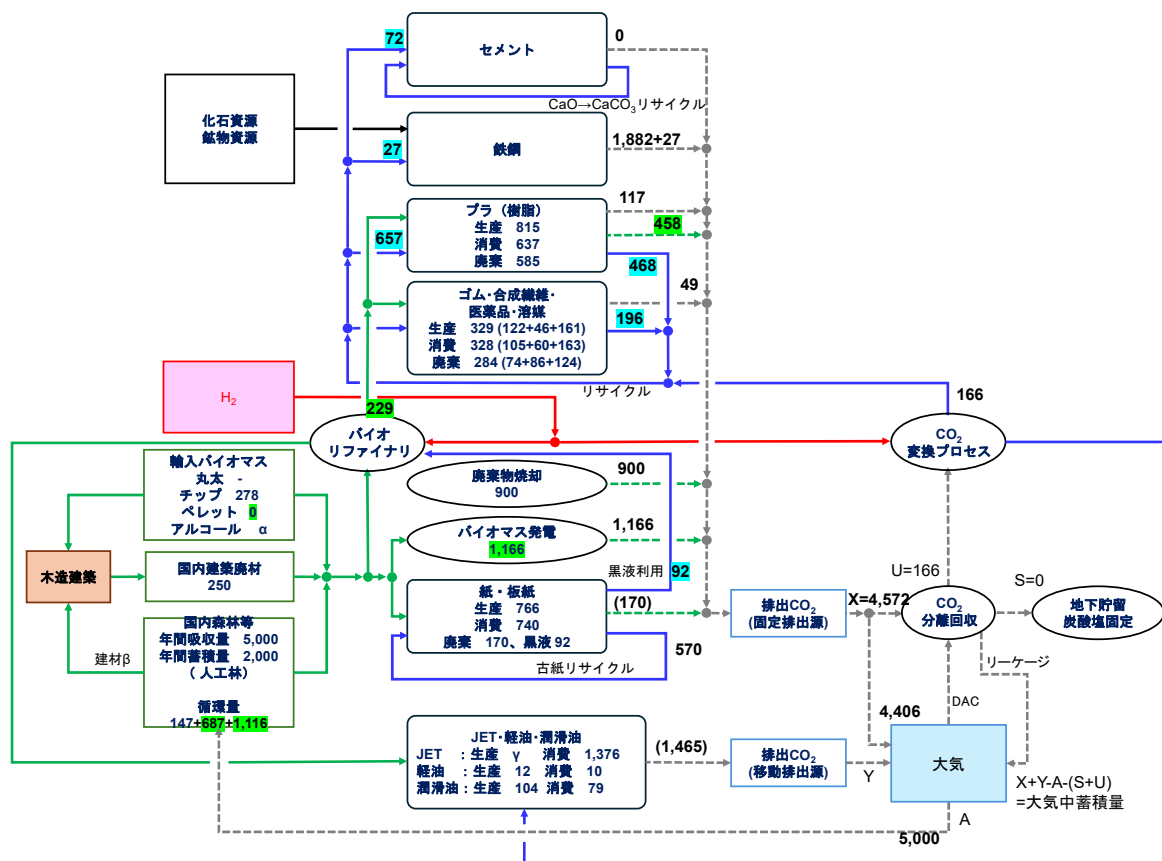 72
セメント
0
CaO→CaCO₃リサイクル
化石資源
鉱物資源
27
鉄鋼
1,882+27
657
プラ（樹脂）
生産 815
消費 637
廃棄 585
117
458
468
ゴム・合成繊維・
医薬品・溶媒
生産 329 (122+46+161)
消費 328 (105+60+163)
廃棄 284 (74+86+124)
49
196
リサイクル
H₂
229
166
バイオ
リファイナリ
CO₂
変換プロセス
輸入バイオマス
丸太 -
チップ 278
ペレット 0
アルコール α
廃棄物焼却
900
900
バイオマス発電
1,166
1,166
木造建築
国内建築廃材
250
黒液利用 92
紙・板紙
生産 766
消費 740
廃棄 170、黒液 92
(170)
570
古紙リサイクル
排出CO₂
(固定排出源)
X=4,572
U=166
CO₂
分離回収
S=0
地下貯留
炭酸塩固定
建材β
国内森林等
年間吸収量 5,000
年間蓄積量 2,000
（ 人工林）
循環量
147+687+1,116
リーケージ
DAC
4,406
JET・軽油・潤滑油
JET ：生産 γ 消費 1,376
軽油 ：生産 12 消費 10
潤滑油：生産 104 消費 79
(1,465)
排出CO₂
(移動排出源)
Y
大気
X+Y-A-(S+U)
=大気中蓄積量
A
5,000